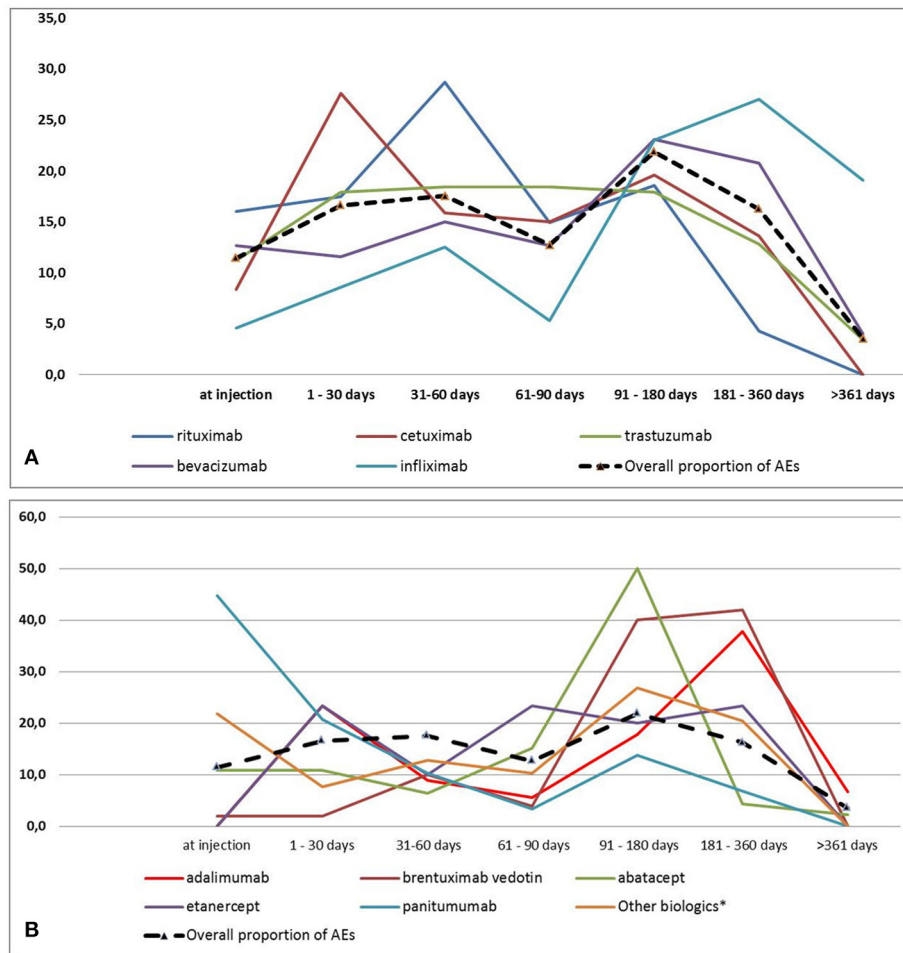 35,0
30,0
25,0
20,0
15,0
10,0
5,0
0,0
at injection 1 - 30 days 31-60 days 61-90 days 91 - 180 days 181 - 360 days >361 days
rituximab cetuximab trastuzumab
bevacizumab infliximab Overall proportion of AEs
A
60,0
50,0
40,0
30,0
20,0
10,0
0,0
at injection 1 - 30 days 31-60 days 61 - 90 days 91 - 180 days 181 - 360 days >361 days
adalimumab brentuximab vedotin abatacept
etanercept panitumumab Other biologics*
Overall proportion of AEs
B